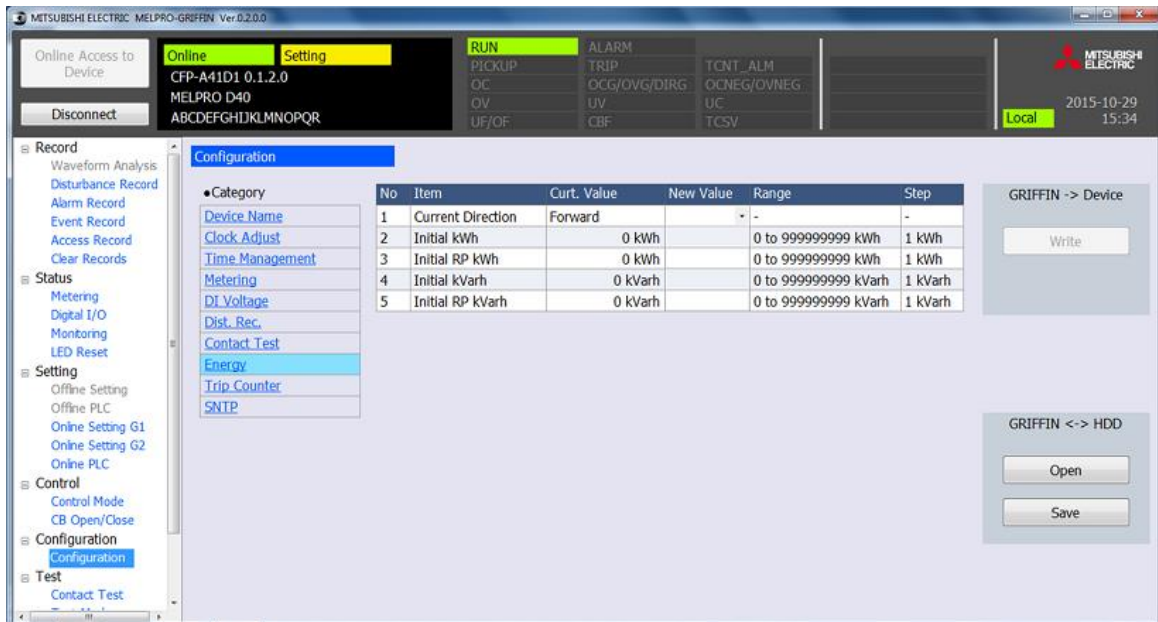 MITSUBISHI ELECTRIC MELPRO-GRIFFIN Ver.0.2.0.0
Online Access to Device
Disconnect
Online Setting
CFP-A41D1 0.1.2.0
MELPRO D40
ABCDEFGHIJKLMNOPQR
RUN ALARM
PICKUP TRIP TCNT_ALM
OC OCG/OVG/DIRG OCNEG/OVNEG
OV UV UC
UF/OF CBF TCSV
MITSUBISHI ELECTRIC
2015-10-29
Local 15:34
Record
Waveform Analysis
Disturbance Record
Alarm Record
Event Record
Access Record
Clear Records
Status
Metering
Digital I/O
Monitoring
LED Reset
Setting
Offline Setting
Offline PLC
Online Setting G1
Online Setting G2
Online PLC
Control
Control Mode
CB Open/Close
Configuration
Configuration
Test
Contact Test
Configuration
●Category
Device Name
Clock Adjust
Time Management
Metering
DI Voltage
Dist. Rec.
Contact Test
Energy
Trip Counter
SNTP
No Item Curt. Value New Value Range Step
1 Current Direction Forward - -
2 Initial kWh 0 kWh 0 to 999999999 kWh 1 kWh
3 Initial RP kWh 0 kWh 0 to 999999999 kWh 1 kWh
4 Initial kVarh 0 kVarh 0 to 999999999 kVarh 1 kVarh
5 Initial RP kVarh 0 kVarh 0 to 999999999 kVarh 1 kVarh
GRIFFIN -> Device
Write
GRIFFIN <-> HDD
Open
Save